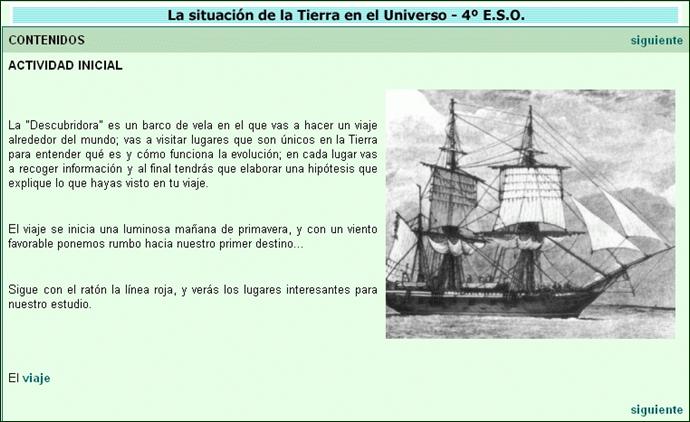 La situación de la Tierra en el Universo - 4º E.S.O.
CONTENIDOS
siguiente
ACTIVIDAD INICIAL
La "Descubridora" es un barco de vela en el que vas a hacer un viaje
alrededor del mundo; vas a visitar lugares que son únicos en la Tierra
para entender qué es y cómo funciona la evolución; en cada lugar vas
a recoger información y al final tendrás que elaborar una hipótesis que
explique lo que hayas visto en tu viaje.
El viaje se inicia una luminosa mañana de primavera, y con un viento
favorable ponemos rumbo hacia nuestro primer destino...
Sigue con el ratón la línea roja, y verás los lugares interesantes para
nuestro estudio.
El viaje
siguiente